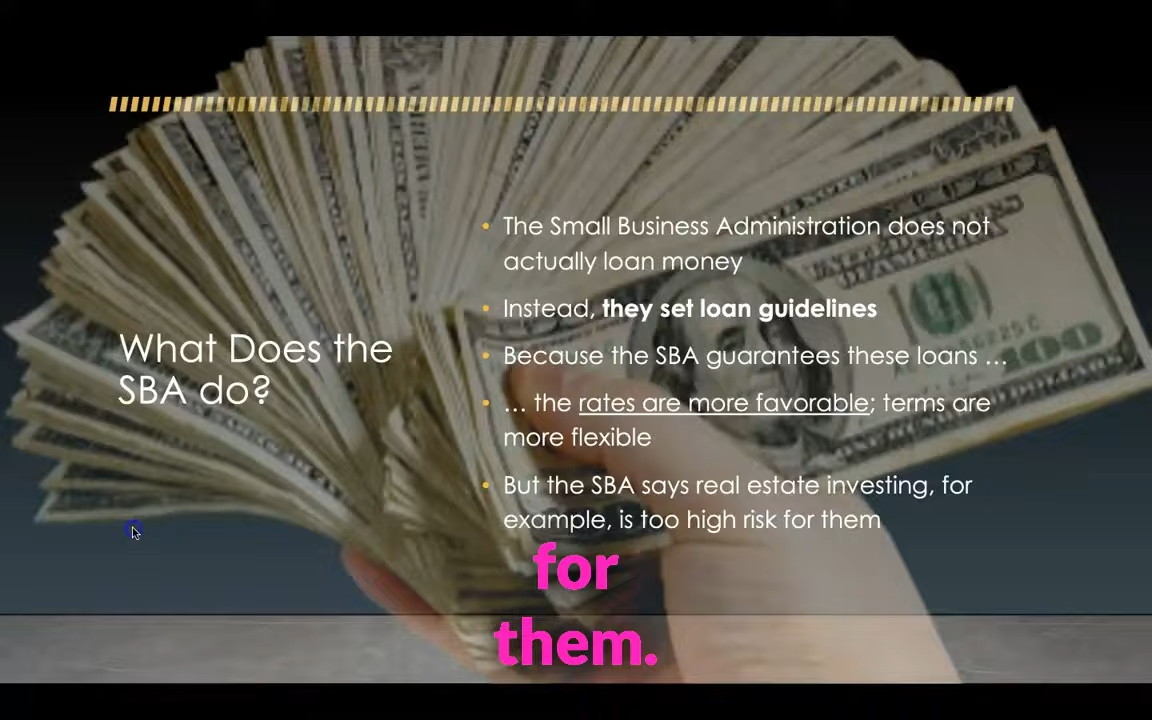 What Does the
SBA do?
The Small Business Administration does not
actually loan money
Instead, they set loan guidelines
Because the SBA guarantees these loans …
… the rates are more favorable; terms are
more flexible
But the SBA says real estate investing, for
example, is too high risk for them
for
them.
100